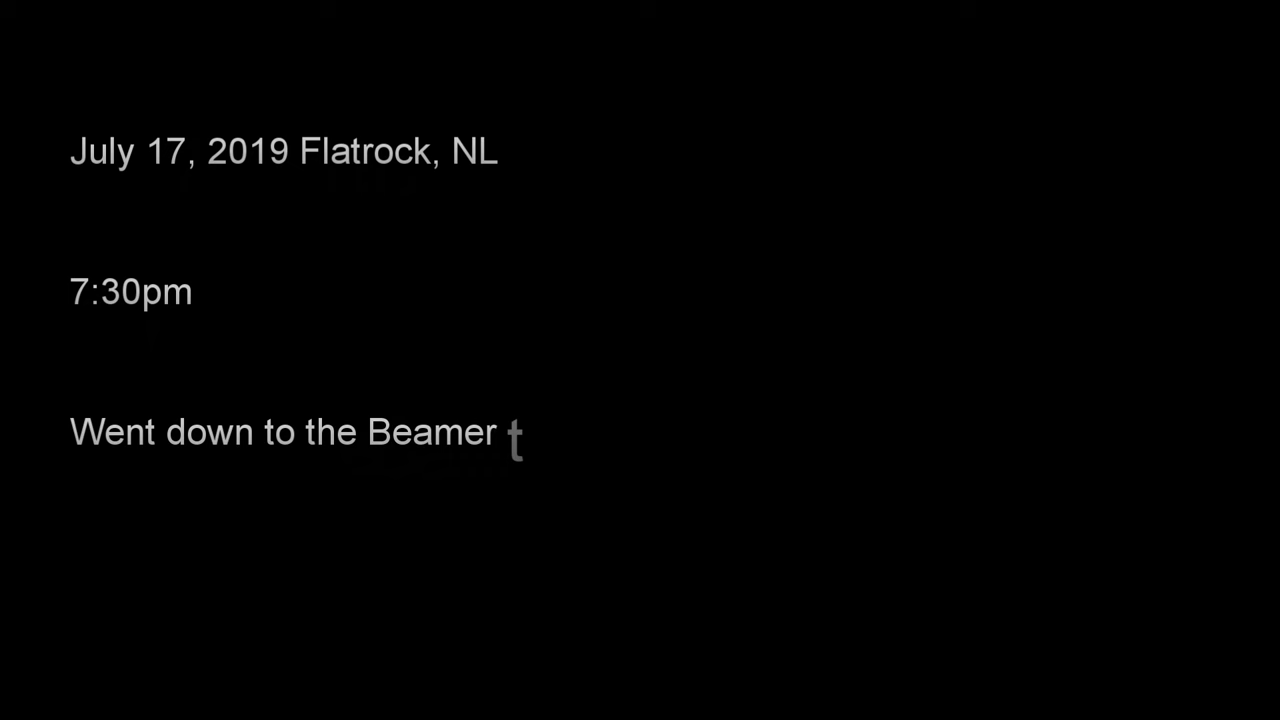 July 17, 2019 Flatrock, NL
7:30pm
Went down to the Beamer t